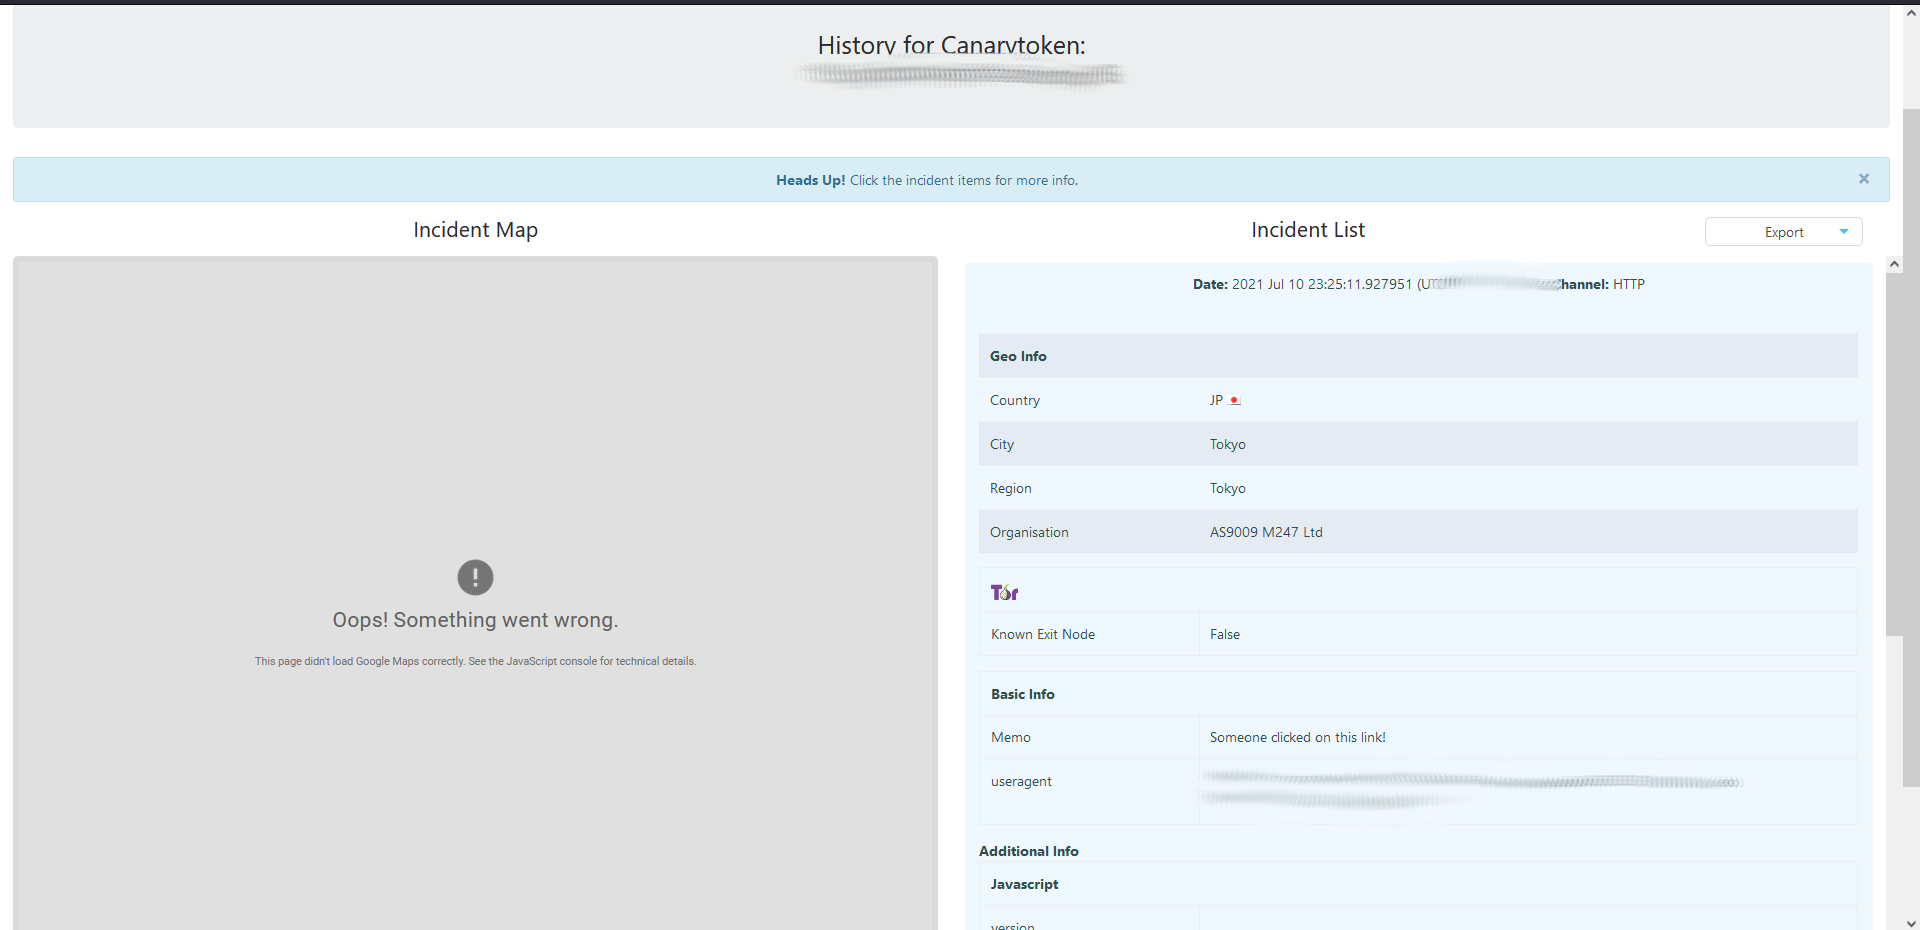 History for Canarytoken:
Heads Up! Click the incident items for more info.
×
Incident Map
Incident List
Export
Date: 2021 Jul 10 23:25:11.927951 (UT Channel: HTTP
Geo Info
Country JP
City Tokyo
Region Tokyo
Organisation AS9009 M247 Ltd
Tor
Known Exit Node False
Basic Info
Memo Someone clicked on this link!
useragent
Additional Info
Javascript
version
!
Oops! Something went wrong.
This page didn't load Google Maps correctly. See the JavaScript console for technical details.